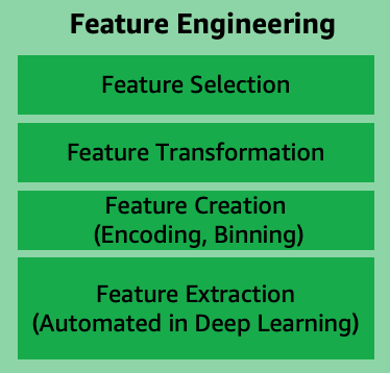 Feature Engineering
Feature Selection
Feature Transformation
Feature Creation
(Encoding, Binning)
Feature Extraction
(Automated in Deep Learning)